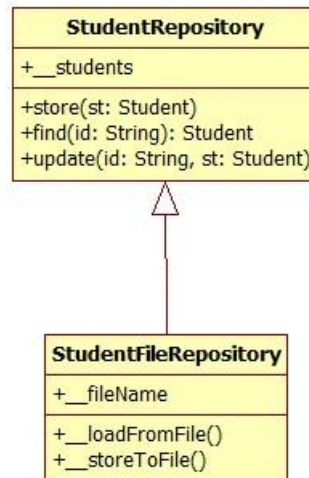 StudentRepository
+__students
+store(st: Student)
+find(id: String): Student
+update(id: String, st: Student)
StudentFileRepository
+__fileName
+__loadFromFile()
+__storeToFile()